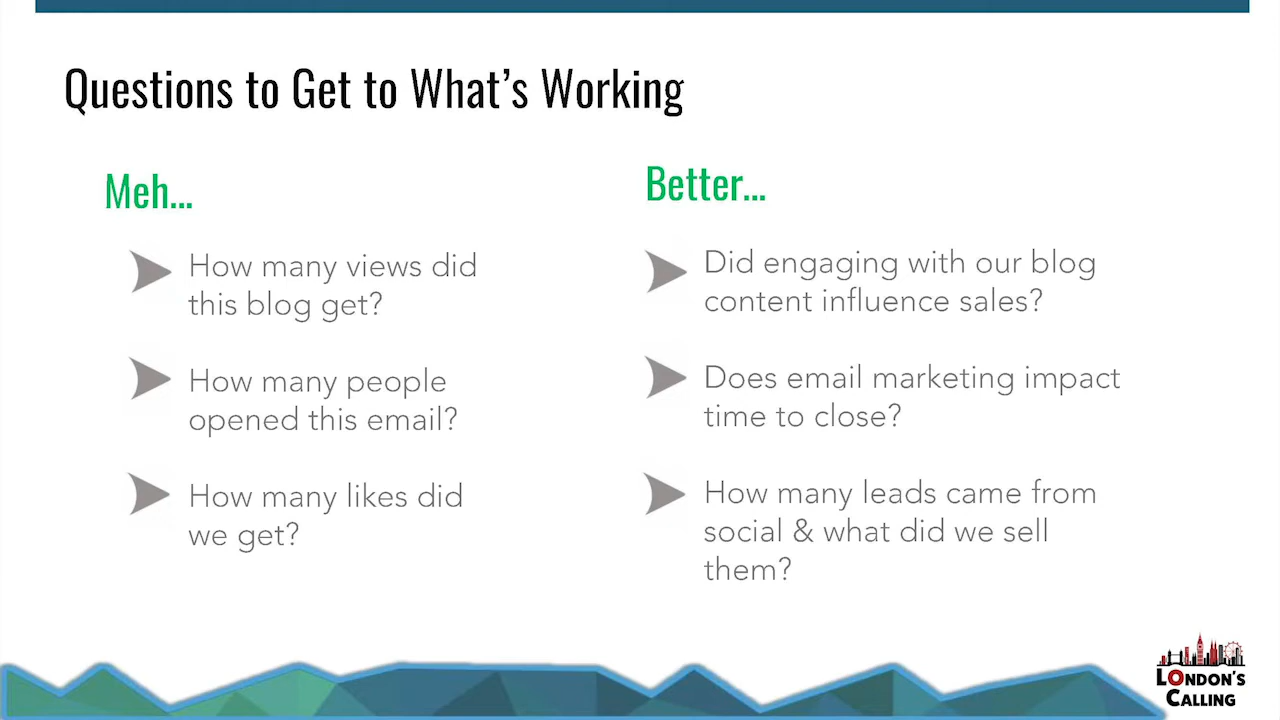 Questions to Get to What’s Working
Meh...
How many views did
this blog get?
How many people
opened this email?
How many likes did
we get?
Better...
Did engaging with our blog
content influence sales?
Does email marketing impact
time to close?
How many leads came from
social & what did we sell
them?
LONDON'S
CALLING